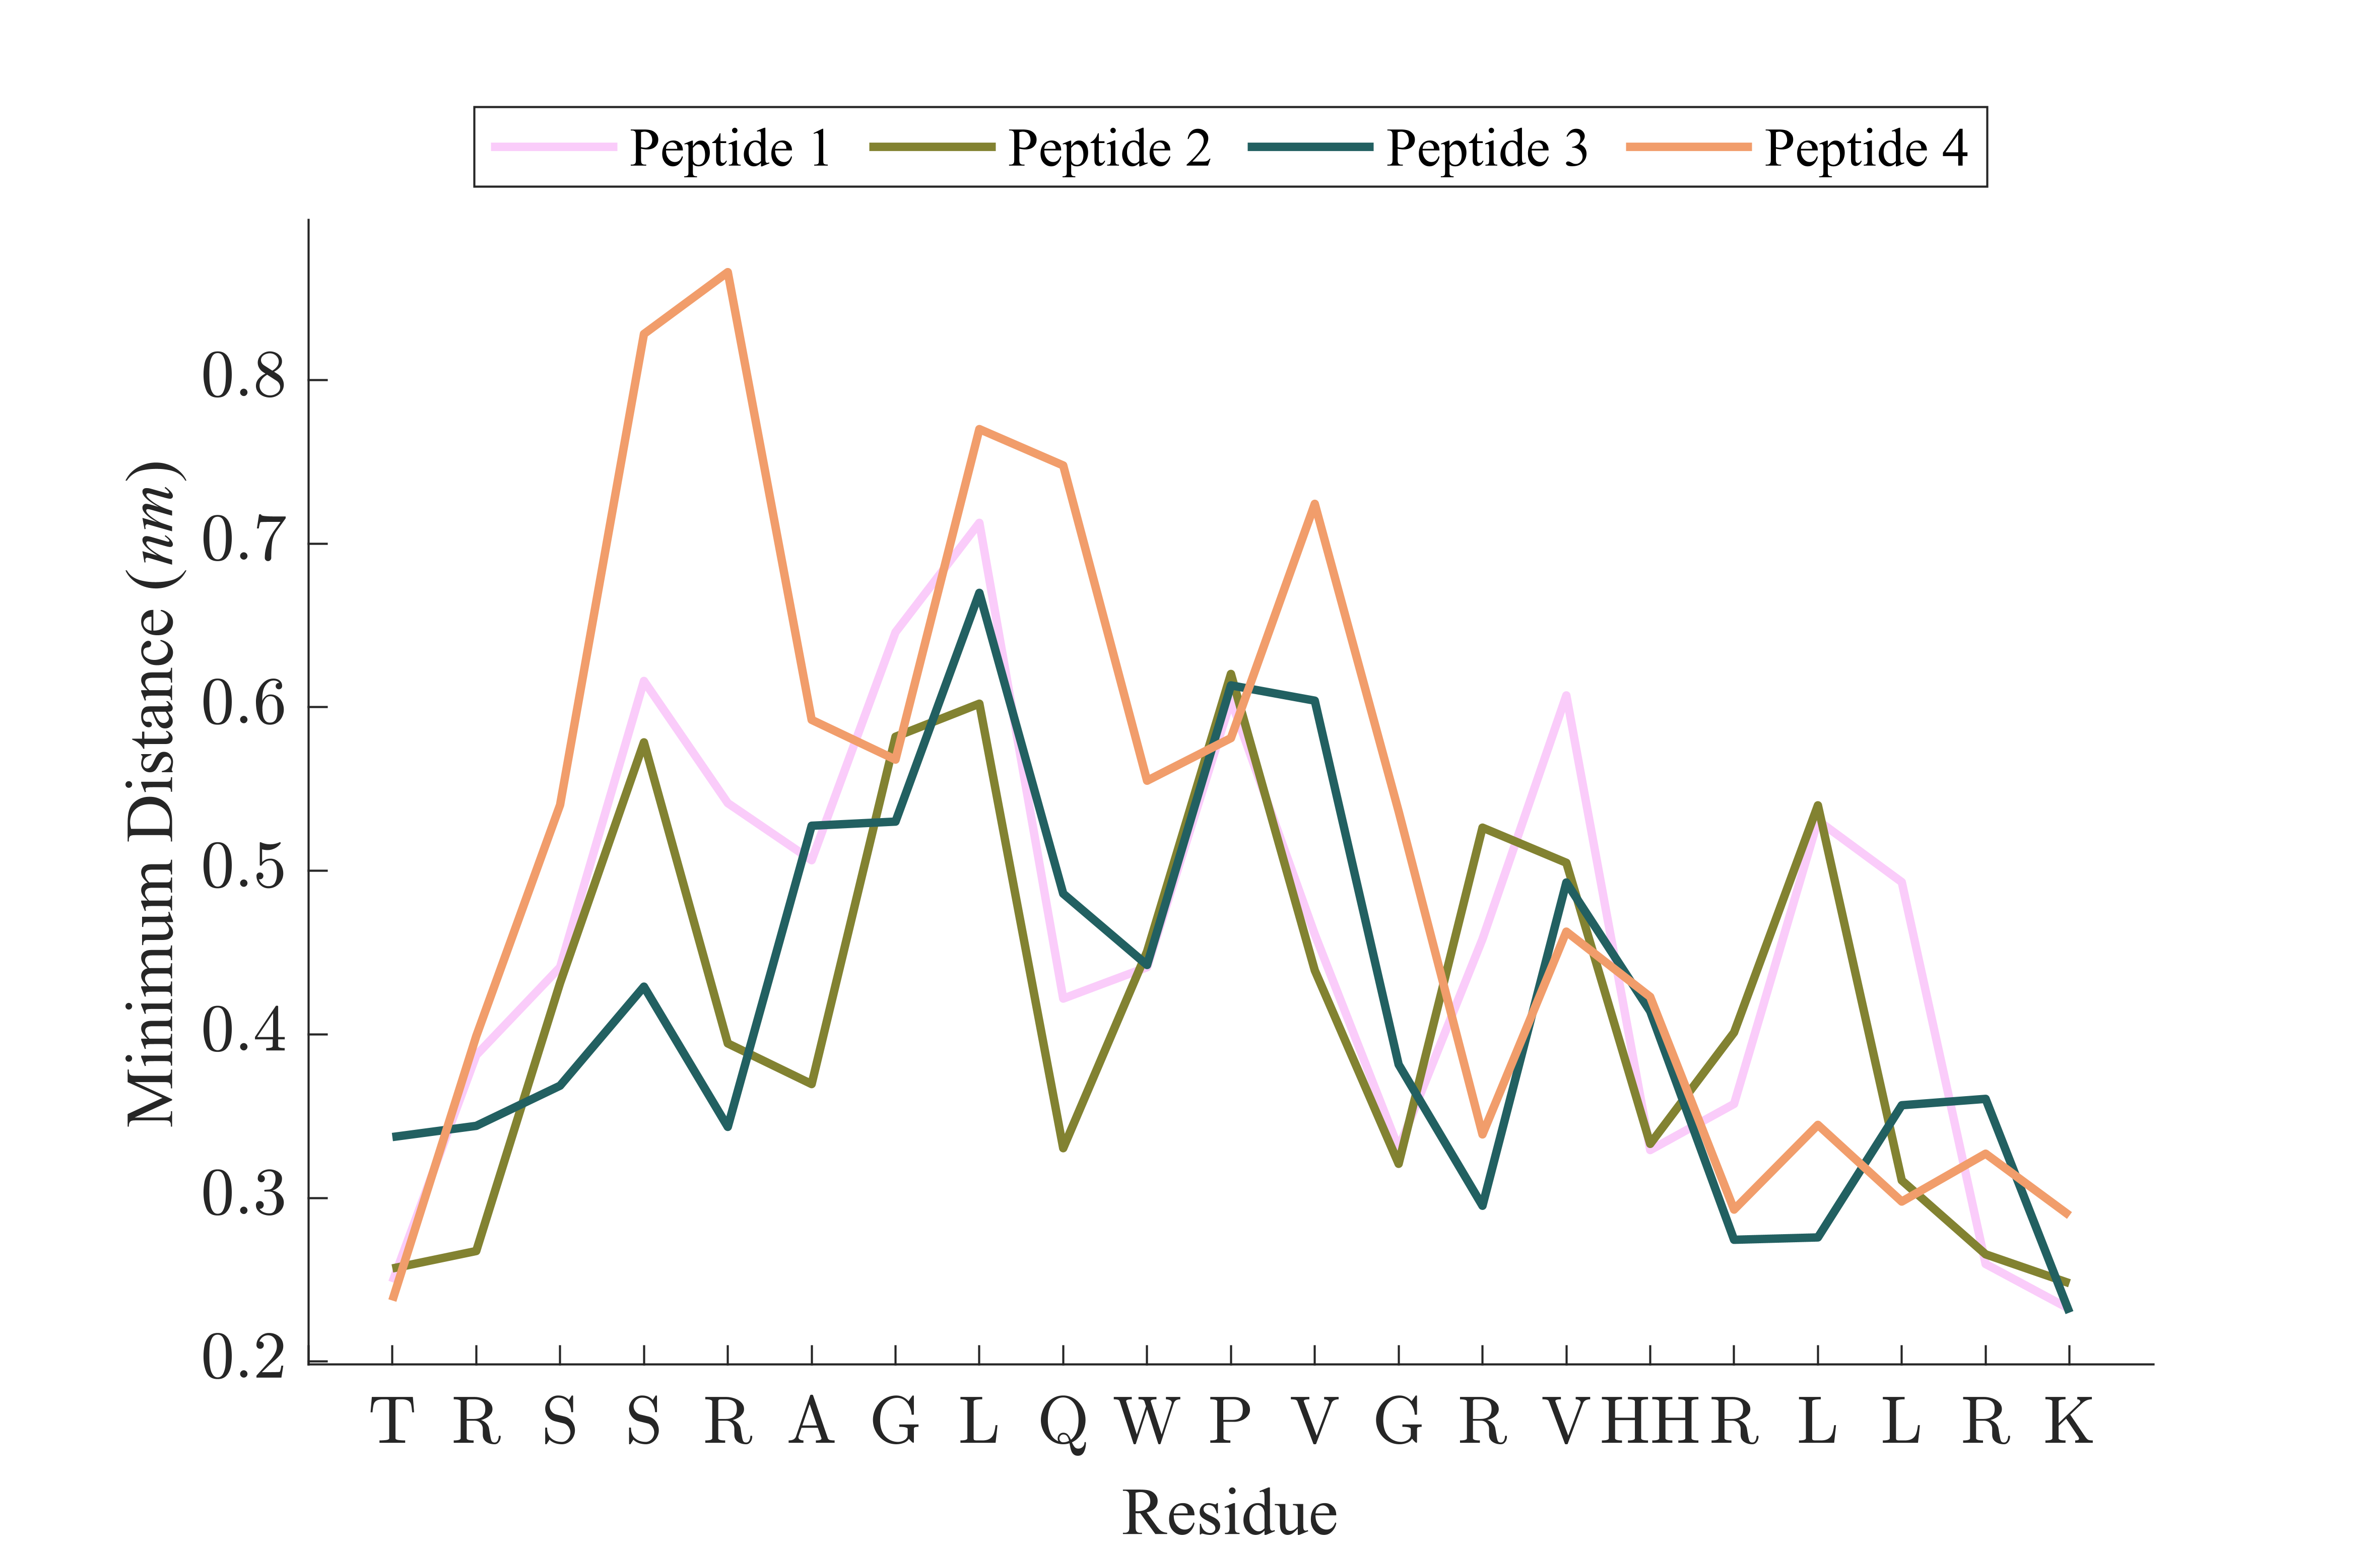 Peptide 1 Peptide 2 Peptide 3 Peptide 4
Minimum Distance (nm)
0.8
0.7
0.6
0.5
0.4
0.3
0.2
T R S S R A G L Q W P V G R V HH R L L R K
Residue